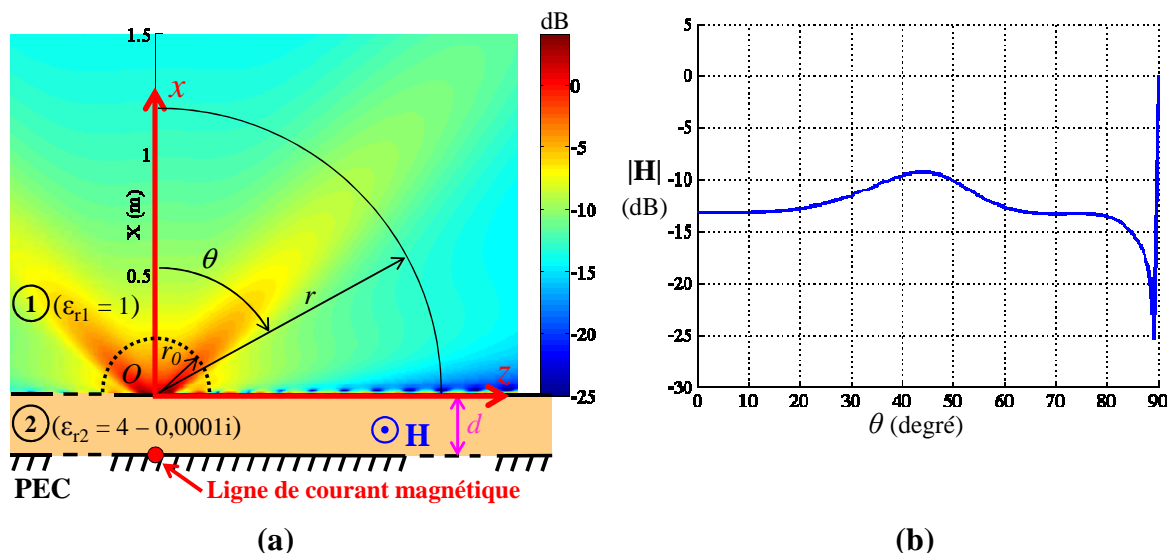 dB
1.5
x
1
X (m)
0.5
θ
r
1 (εr1 = 1)
r0
O
z
0
-5
-10
-15
-20
-25
2 (εr2 = 4 – 0,0001i)
H
d
PEC
Ligne de courant magnétique
(a)
5
0
-5
-10
-15
-20
-25
-30
|H|
(dB)
0 10 20 30 40 50 60 70 80 90
θ (degré)
(b)